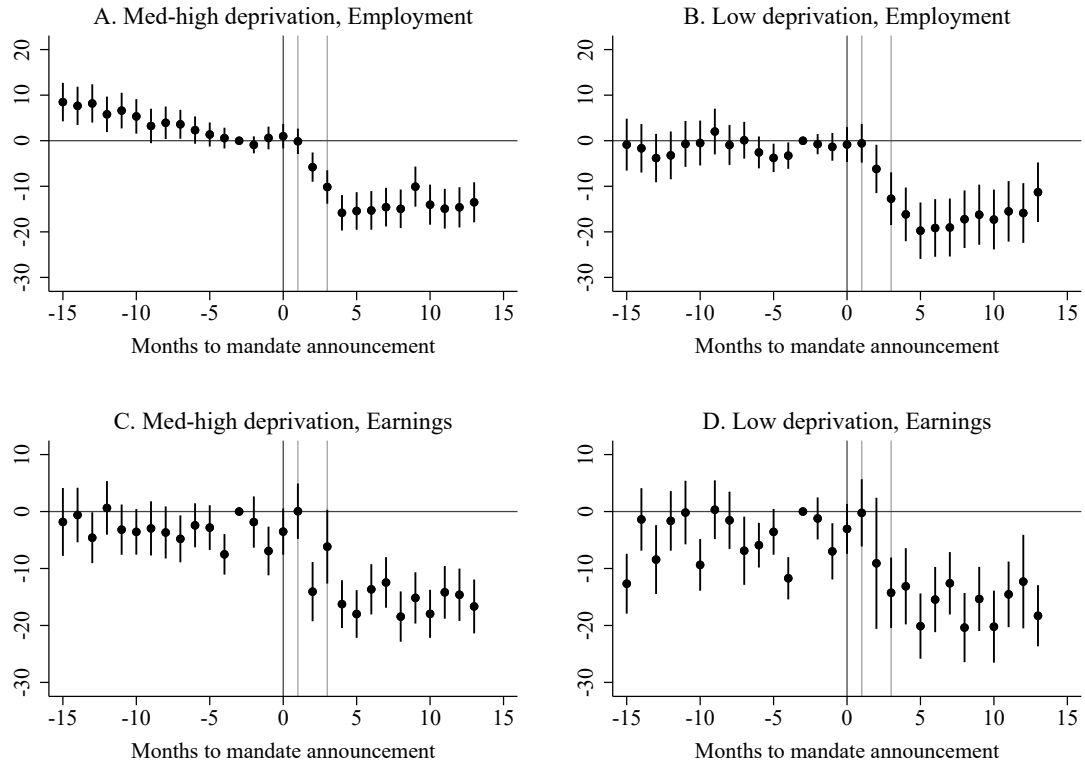 A. Med-high deprivation, Employment
20
10
0
-10
-20
-30
-15 -10 -5 0 5 10 15
Months to mandate announcement
B. Low deprivation, Employment
20
10
0
-10
-20
-30
-15 -10 -5 0 5 10 15
Months to mandate announcement
C. Med-high deprivation, Earnings
10
0
-10
-20
-30
-15 -10 -5 0 5 10 15
Months to mandate announcement
D. Low deprivation, Earnings
10
0
-10
-20
-30
-15 -10 -5 0 5 10 15
Months to mandate announcement